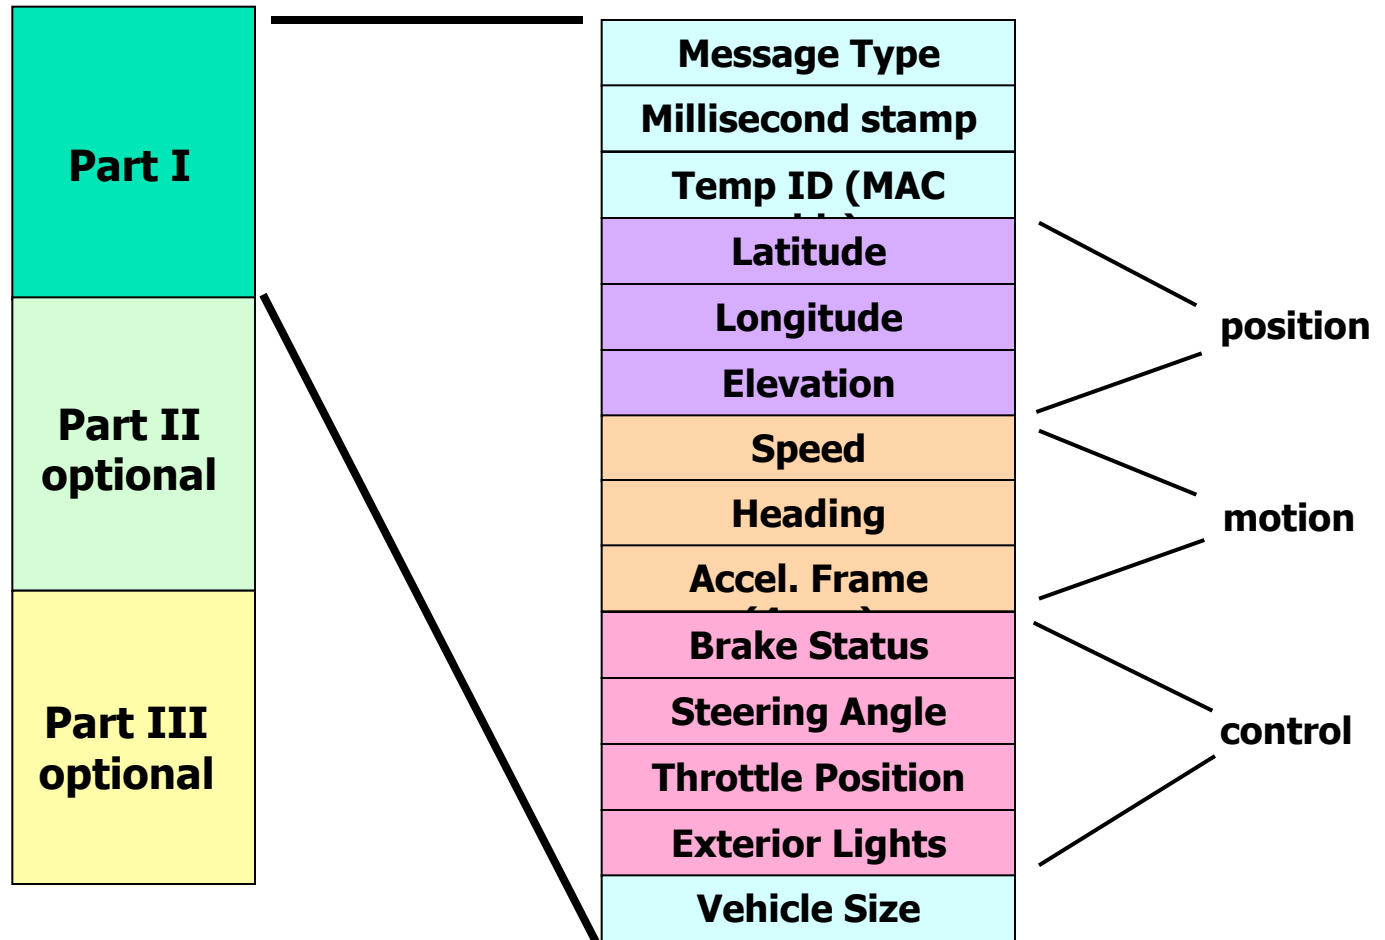 Part I
Part II
optional
Part III
optional
Message Type
Millisecond stamp
Temp ID (MAC
Latitude
Longitude
Elevation
Speed
Heading
Accel. Frame
Brake Status
Steering Angle
Throttle Position
Exterior Lights
Vehicle Size
position
motion
control